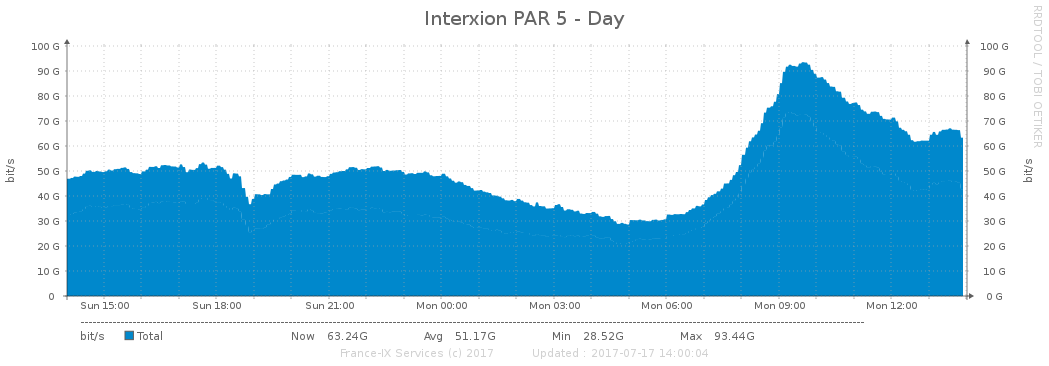 Interxion PAR 5 - Day
RRDTOOL / TOBI OETIKER
bit/s
100 G 100 G
90 G 90 G
80 G 80 G
70 G 70 G
60 G 60 G
50 G 50 G
40 G 40 G
30 G 30 G
20 G 20 G
10 G 10 G
0 0 G
bit/s
Sun 15:00 Sun 18:00 Sun 21:00 Mon 00:00 Mon 03:00 Mon 06:00 Mon 09:00 Mon 12:00
bit/s Total Now 63.24G Avg 51.17G Min 28.52G Max 93.44G
France-IX Services (c) 2017 Updated : 2017-07-17 14:00:04